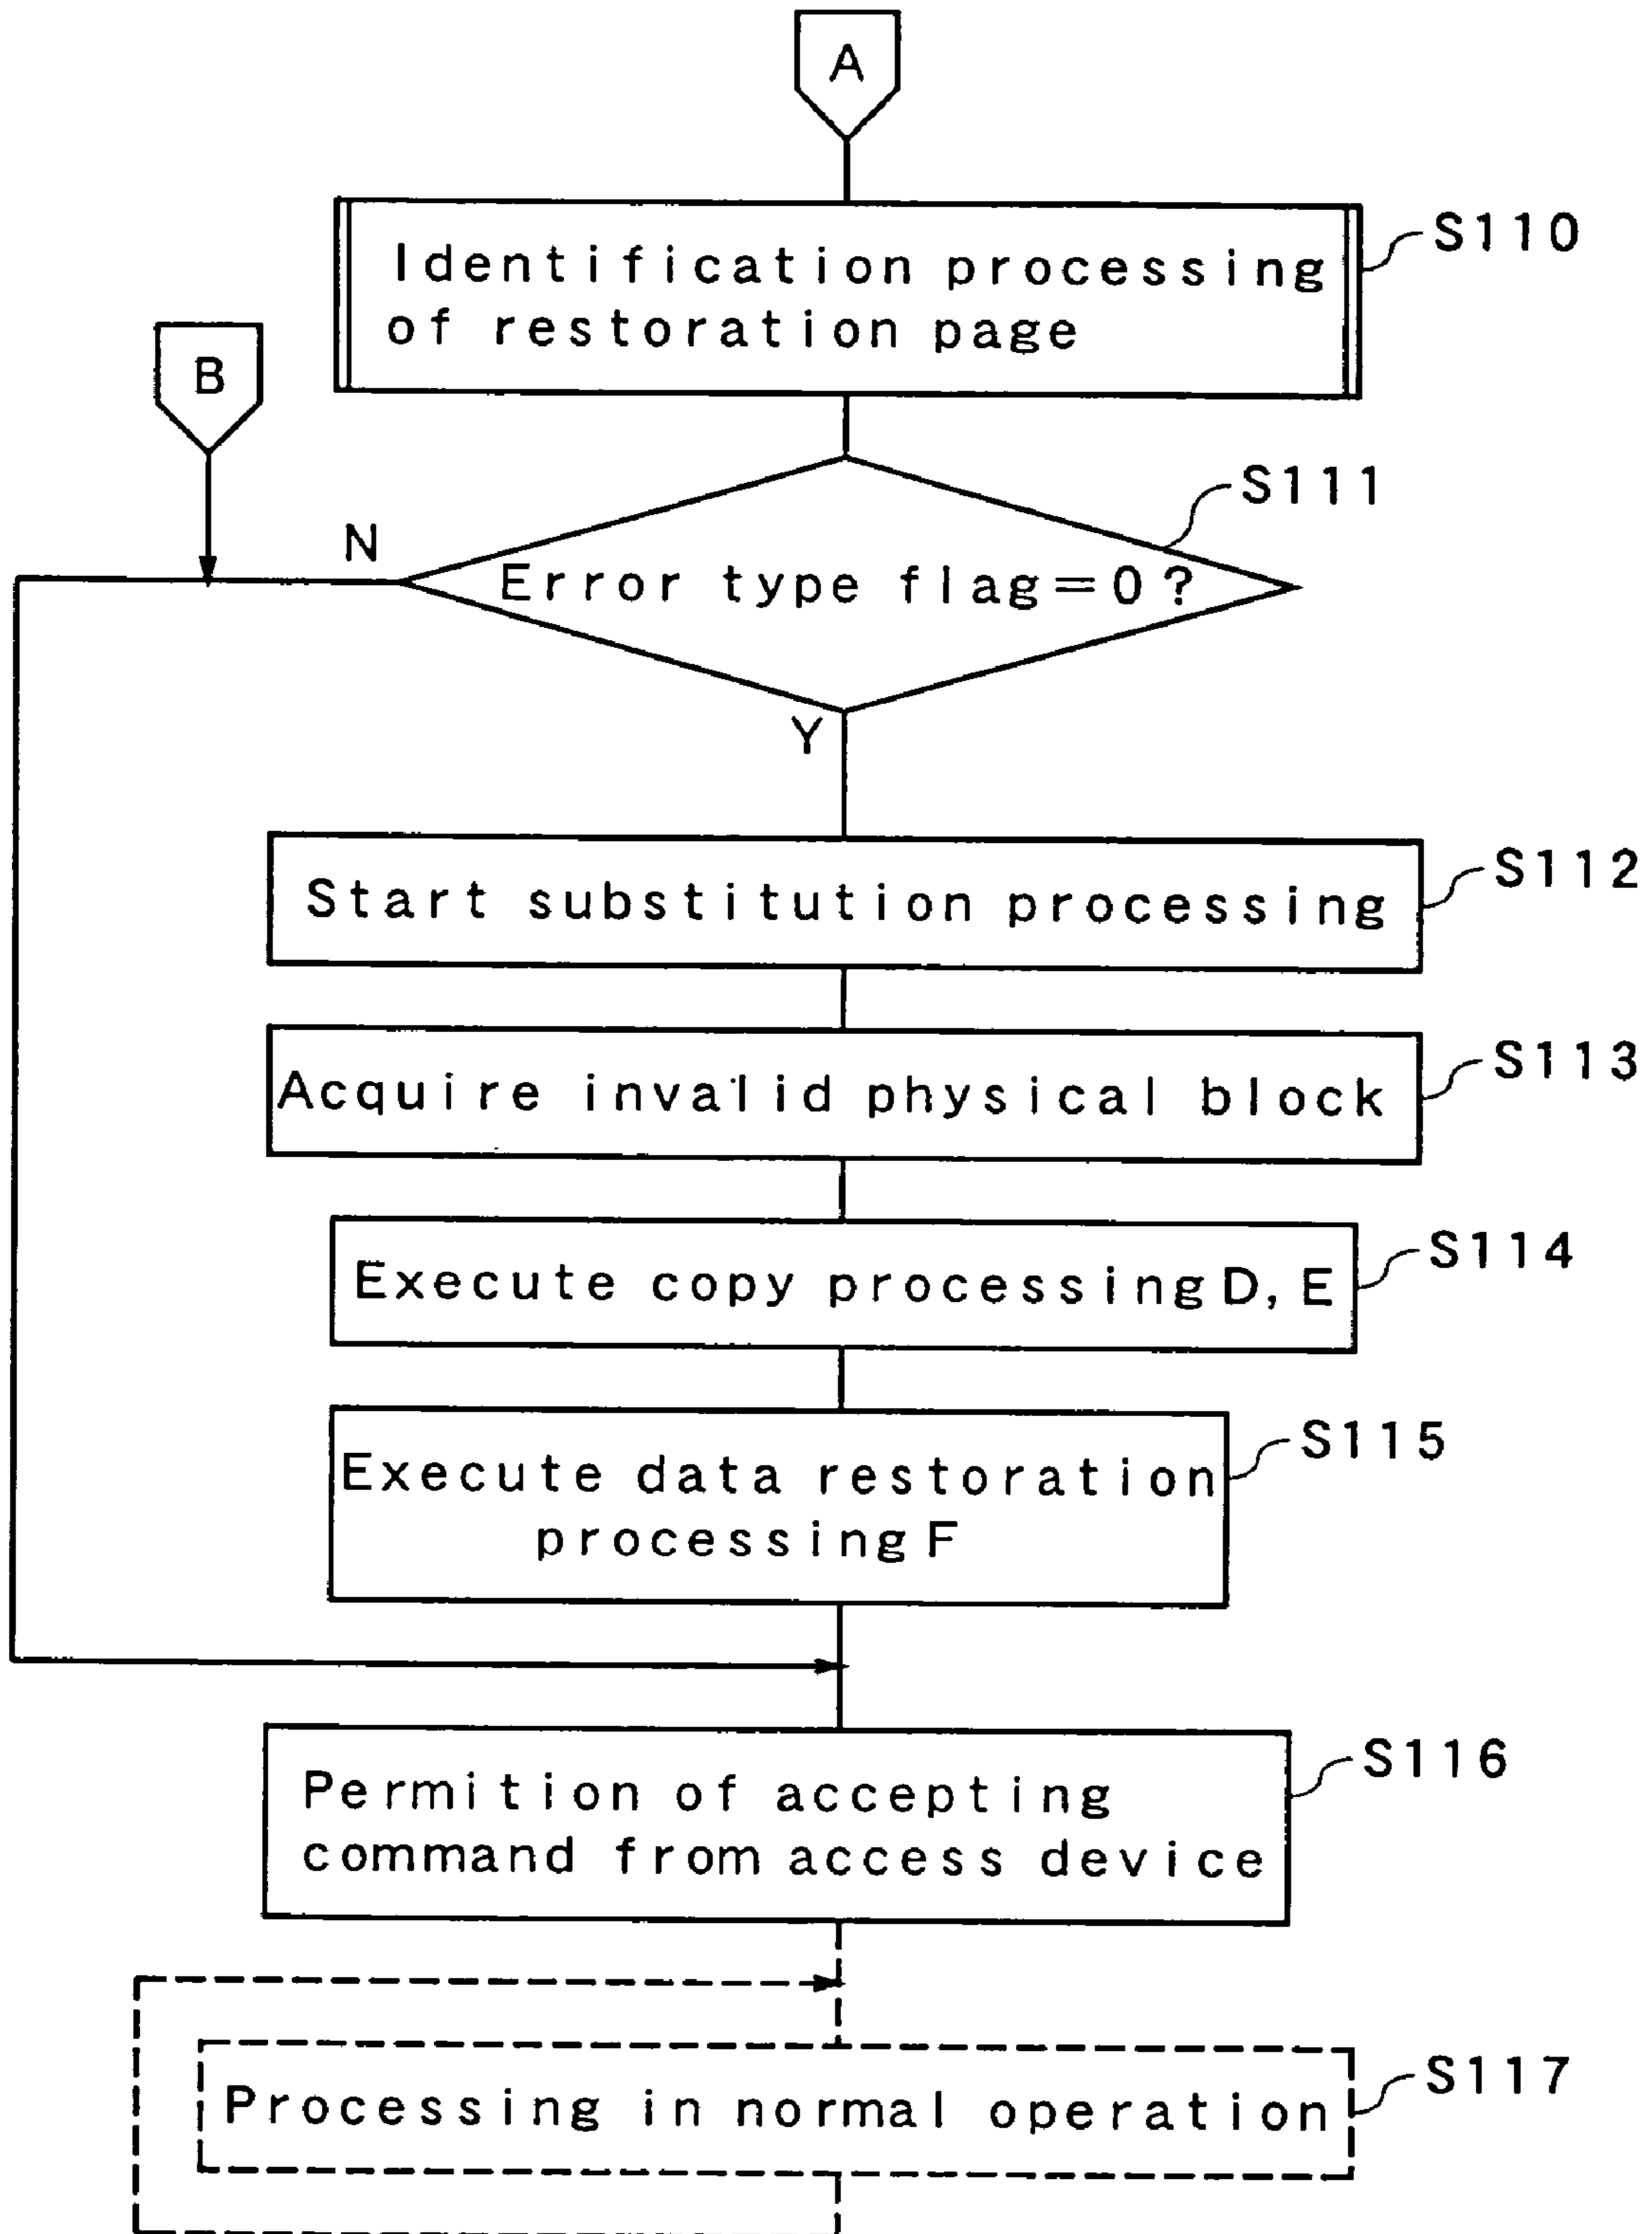 A
Identification processing
of restoration page
S110
B
S111
N
Error type flag=0?
Y
Start substitution processing
S112
Acquire invalid physical block
S113
Execute copy processing D, E
S114
Execute data restoration
processing F
S115
Permition of accepting
command from access device
S116
Processing in normal operation
S117